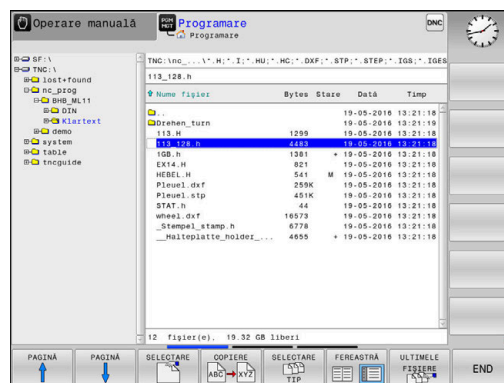 Operare manuală
PGM
MGT
Programare
Programare
DNC
SF:\
TNC:\
lost+found
nc_prog
BHB_ML11
DIN
Klartext
demo
system
table
tncguide
TNC:\nc_...\*.H;*.I;*.HU;*.HC;*.DXF;*.STP;*.STEP;*.IGS;*.IGES
113_128.h
Nume fişier Bytes Stare Dată Timp
.. 19-05-2016 13:21:18
Drehen_turn 19-05-2016 13:21:19
113.H 1299 19-05-2016 13:21:18
113_128.h 4483 19-05-2016 13:21:18
1GB.h 1381 + 19-05-2016 13:21:18
EX14.H 821 19-05-2016 13:21:18
HEBEL.H 541 M 19-05-2016 13:21:18
Pleuel.dxf 259K 19-05-2016 13:21:18
Pleuel.stp 451K 19-05-2016 13:21:18
STAT.h 44 19-05-2016 13:21:18
wheel.dxf 16573 19-05-2016 13:21:18
_Stempel_stamp.h 6778 19-05-2016 13:21:18
__Halteplatte_holder_... 4655 + 19-05-2016 13:21:18
12 fişier(e), 19.32 GB liberi
PAGINĂ
PAGINĂ
SELECTARE
COPIERE
ABC
XYZ
SELECTARE
TIP
FEREASTRĂ
ULTIMELE
FIŞIERE
END